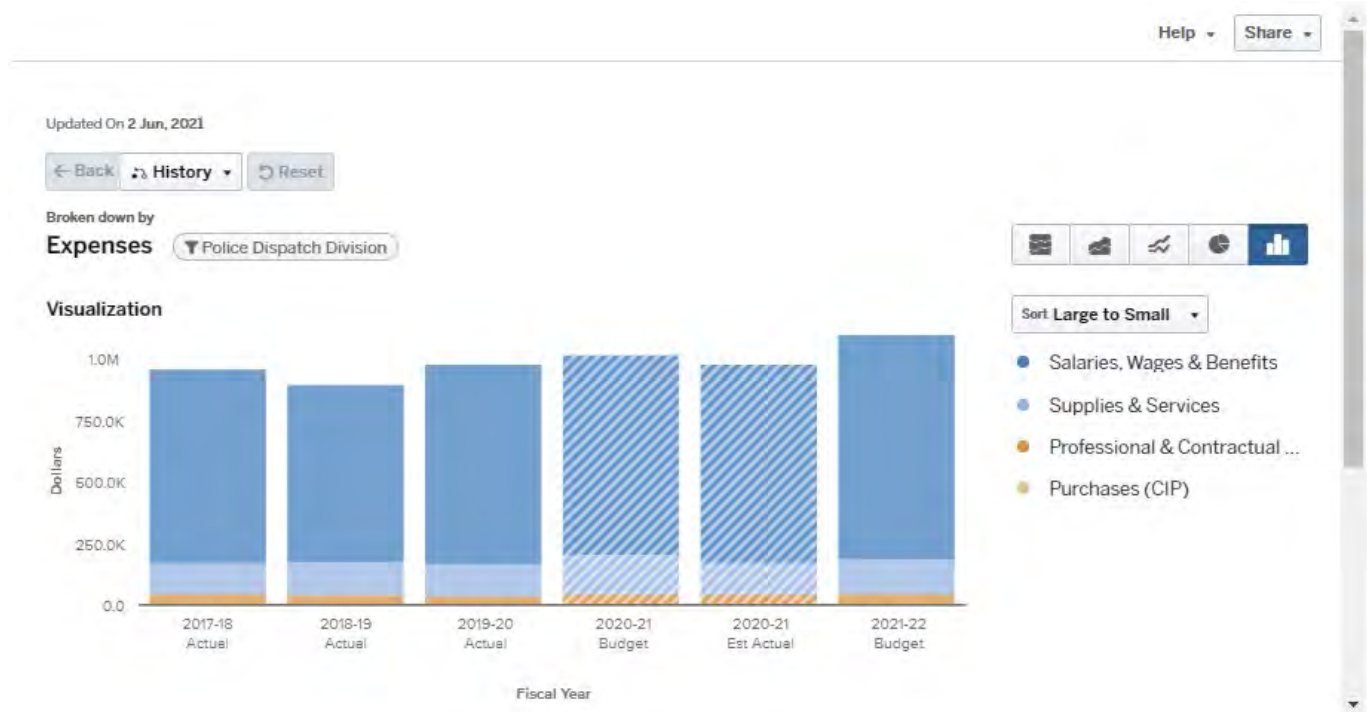 Help
Share
Updated On 2 Jun, 2021
Back
History
Reset
Broken down by
Expenses
Police Dispatch Division
Visualization
Sort Large to Small
Salaries, Wages & Benefits
Supplies & Services
Professional & Contractual ...
Purchases (CIP)
Dollars
1.0M
750.0K
500.0K
250.0K
0.0
2017-18
Actual
2018-19
Actual
2019-20
Actual
2020-21
Budget
2020-21
Est Actual
2021-22
Budget
Fiscal Year